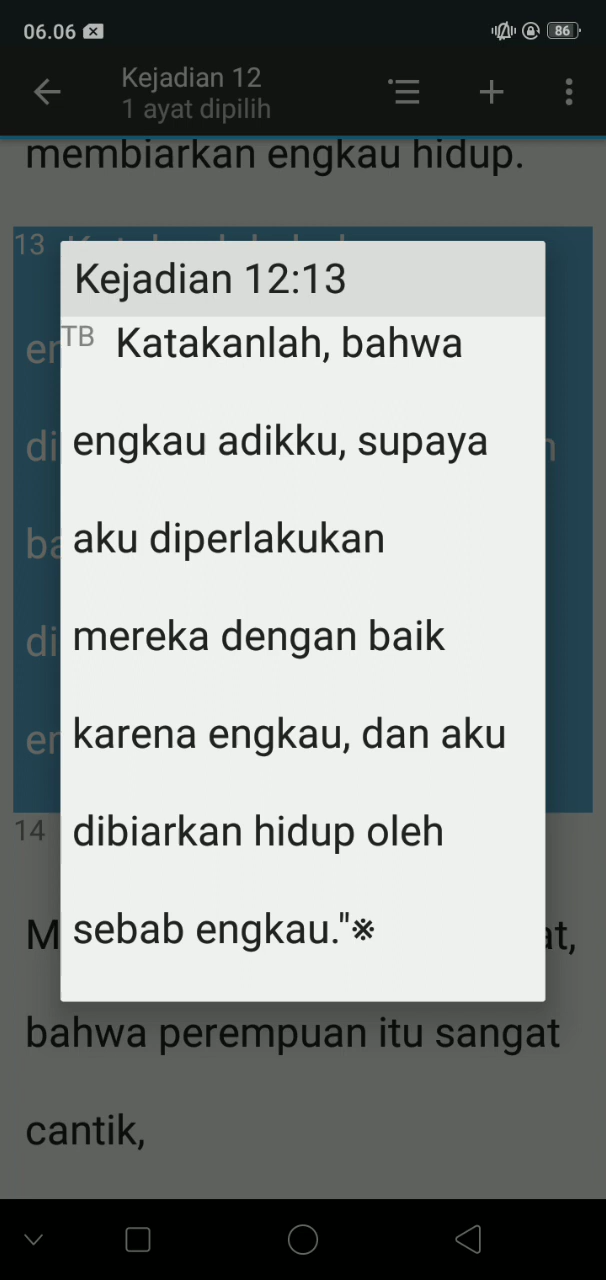 06.06
86
Kejadian 12
1 ayat dipilih
membiarkan engkau hidup.
13
Kejadian 12:13
TB Katakanlah, bahwa
engkau adikku, supaya
aku diperlakukan
mereka dengan baik
karena engkau, dan aku
dibiarkan hidup oleh
sebab engkau."※
14
bahwa perempuan itu sangat
cantik,